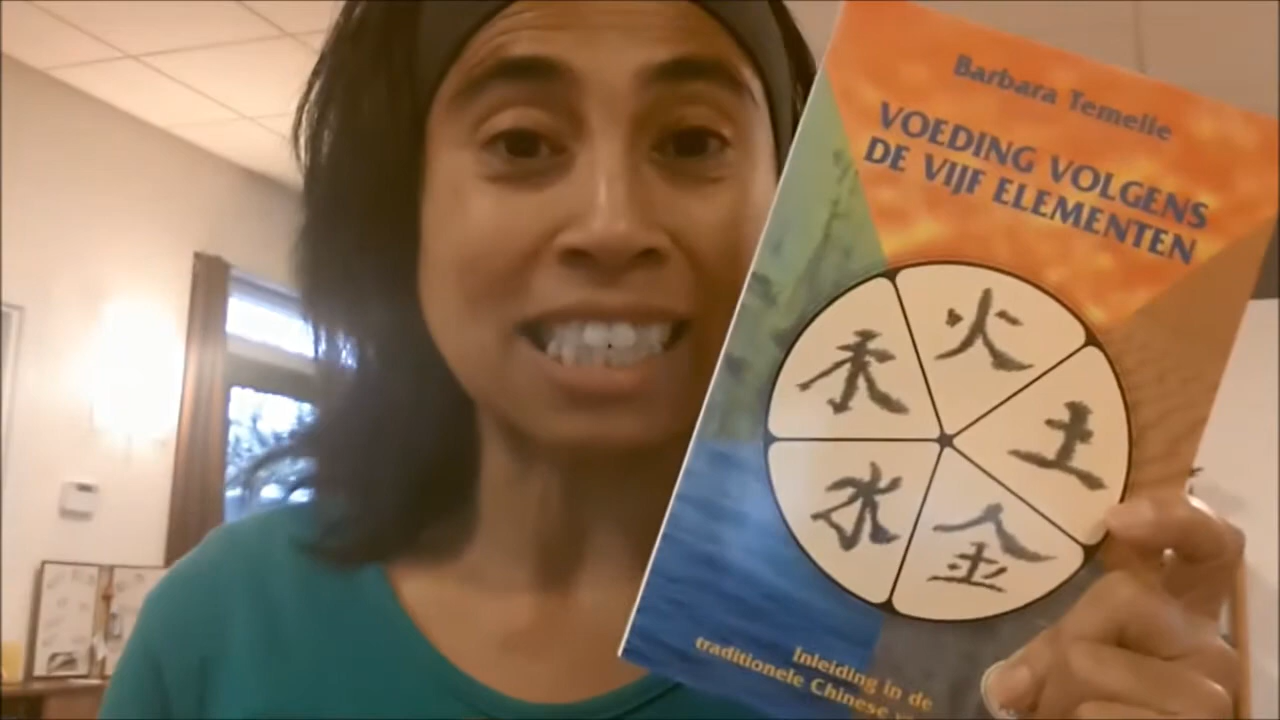 Barbara Temelie
VOEDING VOLGENS
DE VIJF ELEMENTEN
火
木
土
水
金
Inleiding in de
traditionele Chinese